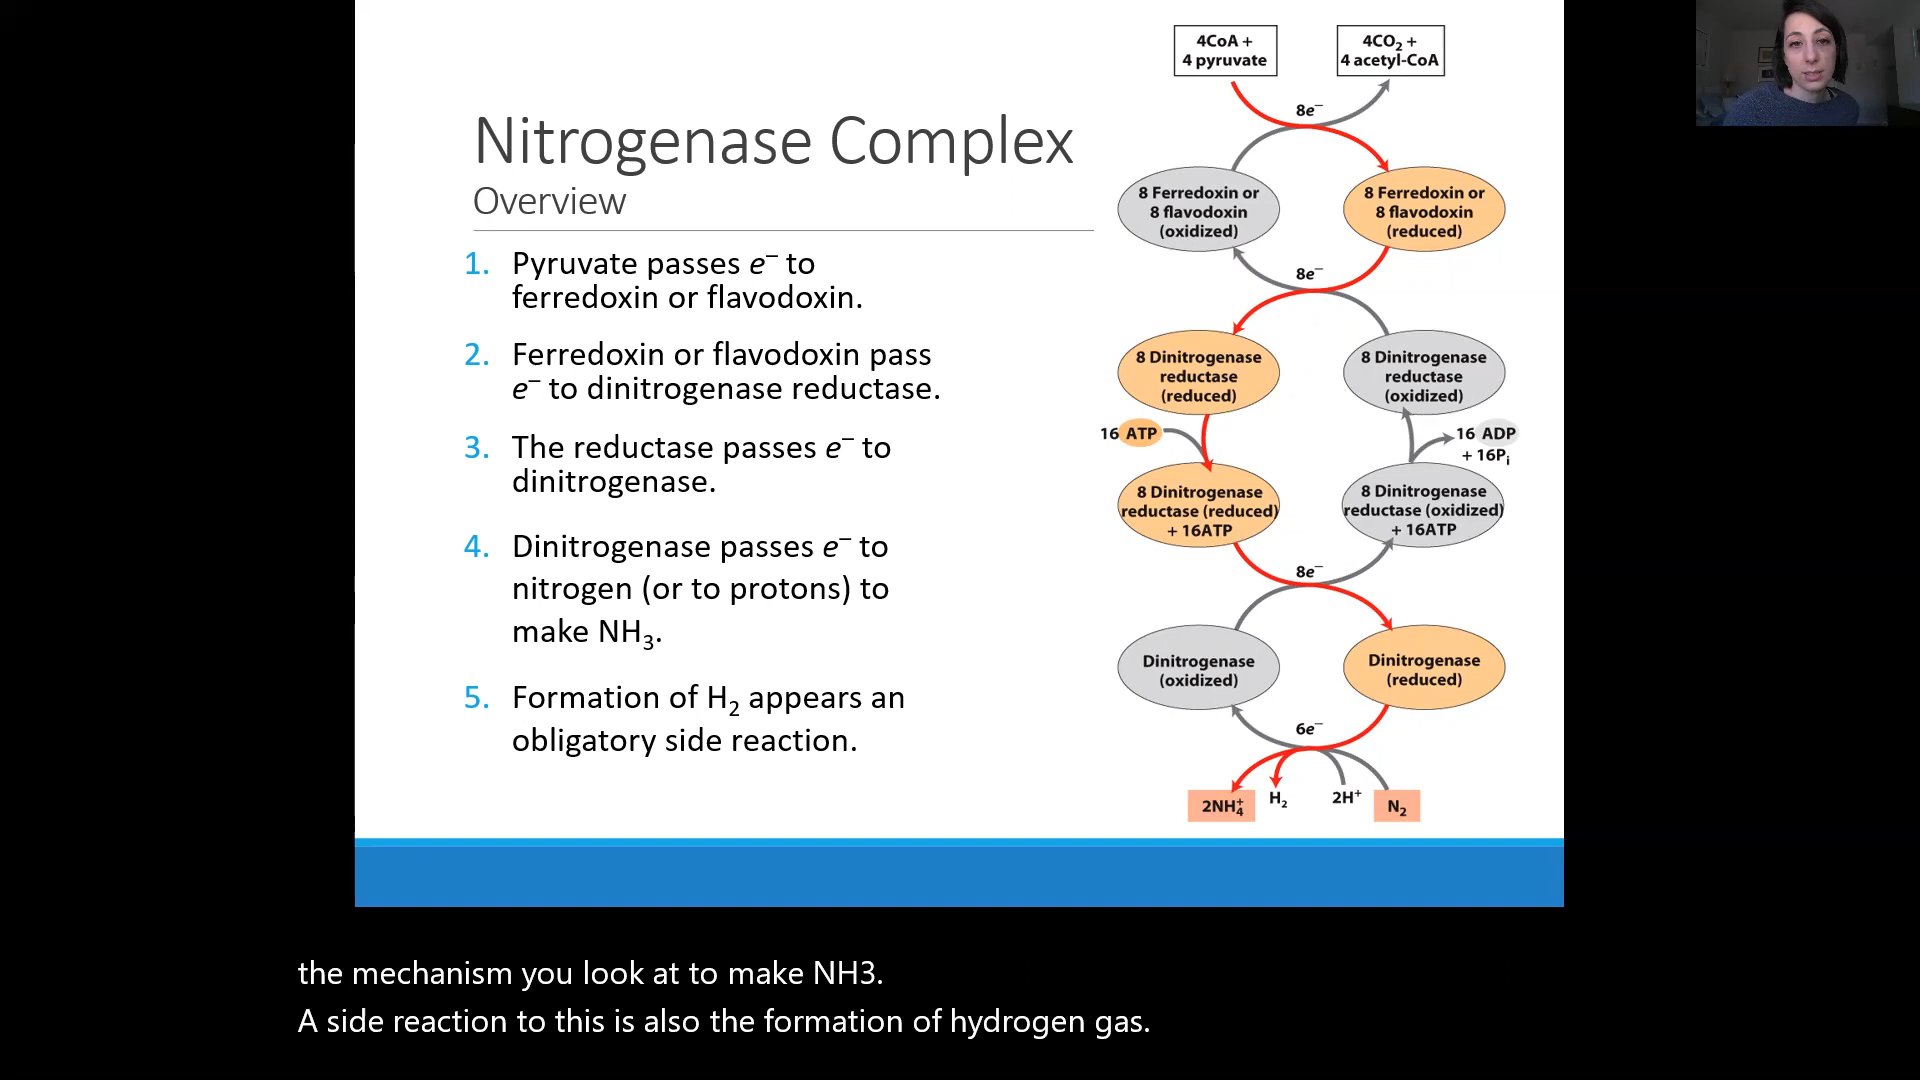 Nitrogenase Complex
Overview
1. Pyruvate passes e⁻ to
ferredoxin or flavodoxin.
2. Ferredoxin or flavodoxin pass
e⁻ to dinitrogenase reductase.
3. The reductase passes e⁻ to
dinitrogenase.
4. Dinitrogenase passes e⁻ to
nitrogen (or to protons) to
make NH₃.
5. Formation of H₂ appears an
obligatory side reaction.
4CoA +
4 pyruvate
4CO₂ +
4 acetyl-CoA
8e⁻
8 Ferredoxin or
8 flavodoxin
(oxidized)
8 Ferredoxin or
8 flavodoxin
(reduced)
8e⁻
8 Dinitrogenase
reductase
(reduced)
8 Dinitrogenase
reductase
(oxidized)
16 ATP
16 ADP
+ 16Pᵢ
8 Dinitrogenase
reductase (reduced)
+ 16ATP
8 Dinitrogenase
reductase (oxidized)
+ 16ATP
8e⁻
Dinitrogenase
(oxidized)
Dinitrogenase
(reduced)
6e⁻
2NH₄⁺
H₂
2H⁺
N₂
the mechanism you look at to make NH3.
A side reaction to this is also the formation of hydrogen gas.